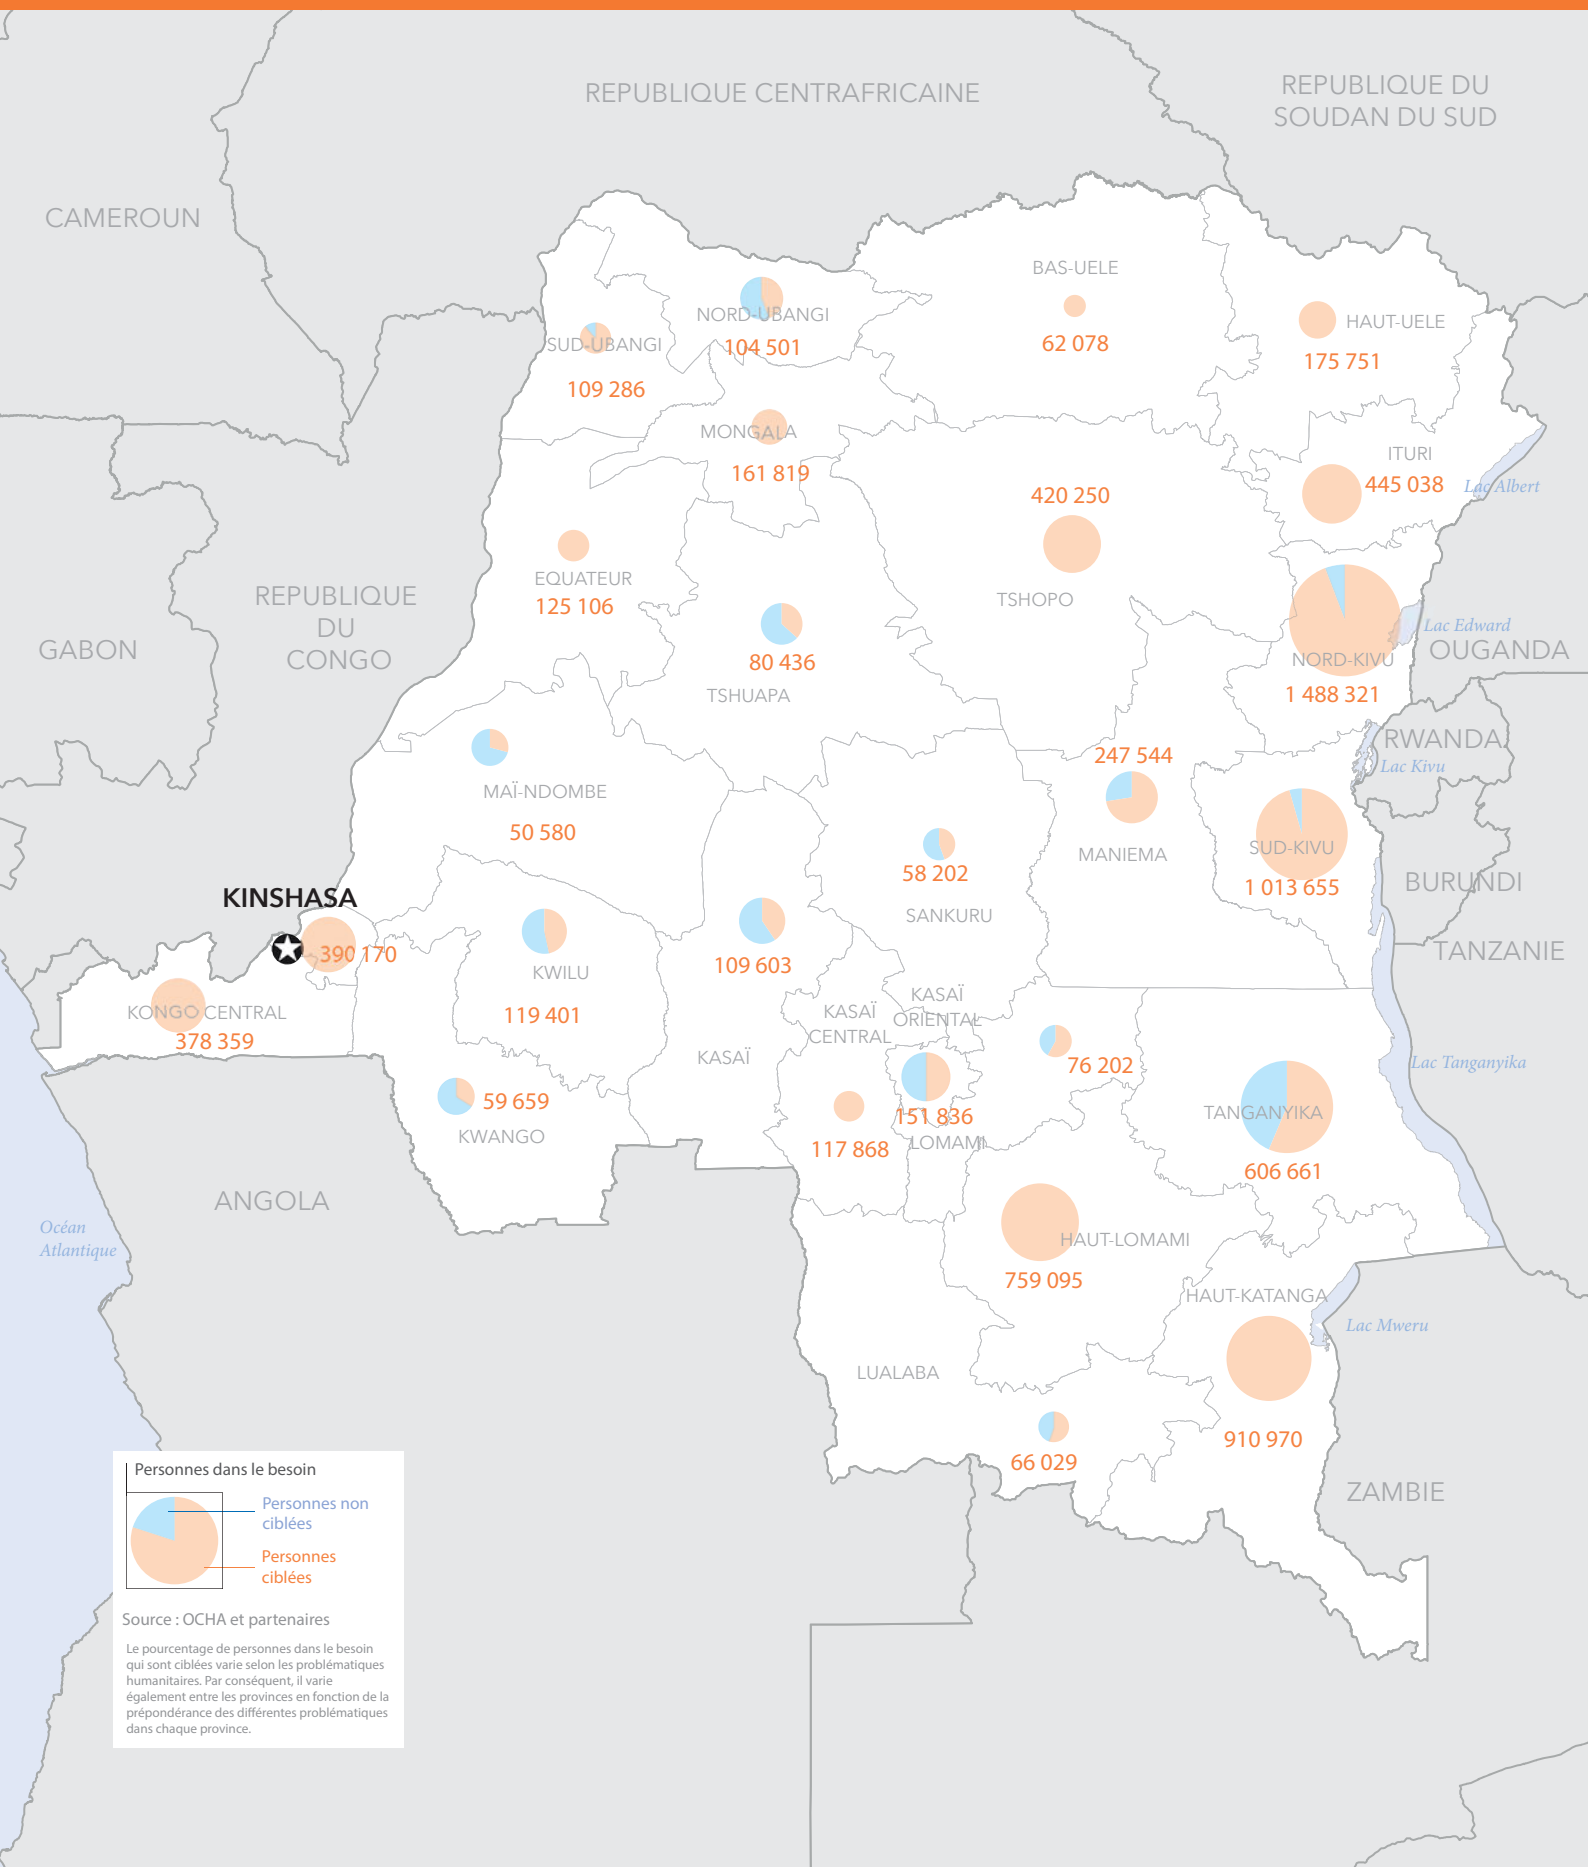 REPUBLIQUE CENTRAFRICAINE
REPUBLIQUE DU
SOUDAN DU SUD
CAMEROUN
BAS-UELE
62 078
NORD-UBANGI
104 501
HAUT-UELE
175 751
SUD-UBANGI
109 286
MONGALA
161 819
ITURI
445 038
Lac Albert
420 250
TSHOPO
EQUATEUR
125 106
REPUBLIQUE
DU
CONGO
GABON
80 436
TSHUAPA
Lac Edward
OUGANDA
NORD-KIVU
1 488 321
RWANDA
Lac Kivu
247 544
MANIEMA
MAÏ-NDOMBE
50 580
SUD-KIVU
1 013 655
BURUNDI
58 202
SANKURU
KINSHASA
390 170
TANZANIE
KWILU
119 401
109 603
KASAÏ
KASAÏ
CENTRAL
KASAÏ
ORIENTAL
KONGO CENTRAL
378 359
76 202
Lac Tanganyika
59 659
KWANGO
TANGANYIKA
606 661
151 836
LOMAMI
117 868
ANGOLA
Océan
Atlantique
HAUT-LOMAMI
759 095
HAUT-KATANGA
910 970
Lac Mweru
LUALABA
66 029
ZAMBIE
Personnes dans le besoin
Personnes non
ciblées
Personnes
ciblées
Source : OCHA et partenaires
Le pourcentage de personnes dans le besoin
qui sont ciblées varie selon les problématiques
humanitaires. Par conséquent, il varie
également entre les provinces en fonction de la
prépondérance des différentes problématiques
dans chaque province.